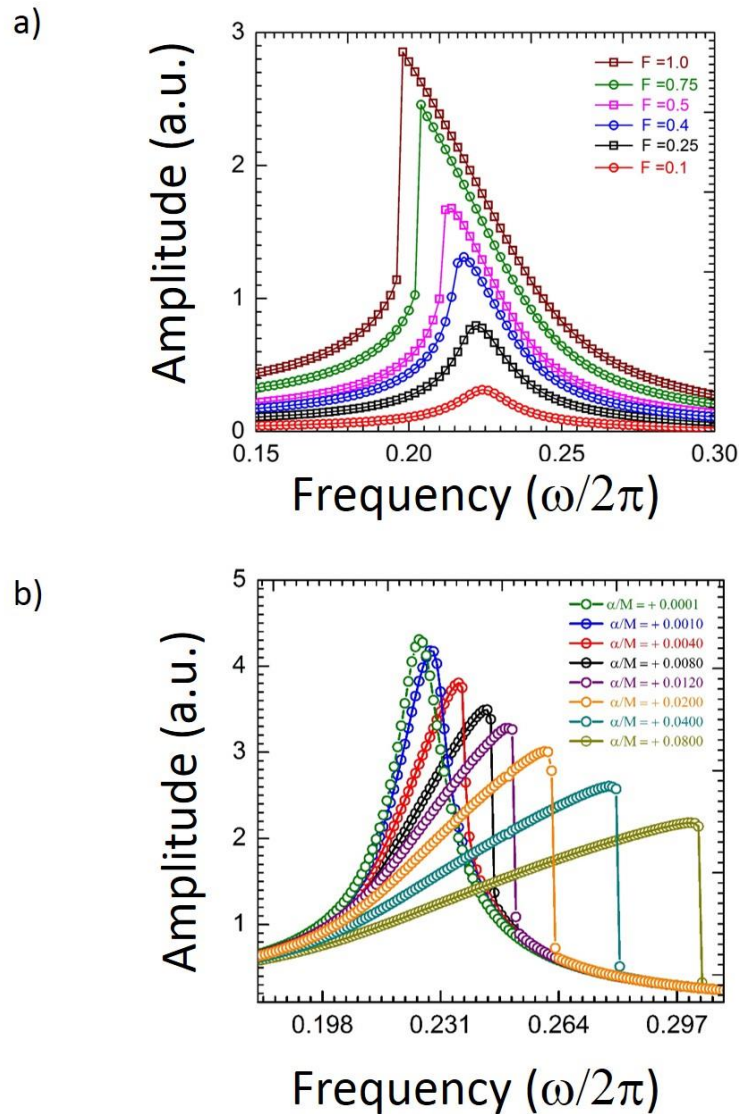 a)
Amplitude (a.u.)
3
2
1
0
F =1.0
F =0.75
F =0.5
F =0.4
F =0.25
F =0.1
0.15 0.20 0.25 0.30
Frequency (ω/2π)
b)
Amplitude (a.u.)
5
4
3
2
1
α/M = + 0.0001
α/M = + 0.0010
α/M = + 0.0040
α/M = + 0.0080
α/M = + 0.0120
α/M = + 0.0200
α/M = + 0.0400
α/M = + 0.0800
0.198 0.231 0.264 0.297
Frequency (ω/2π)